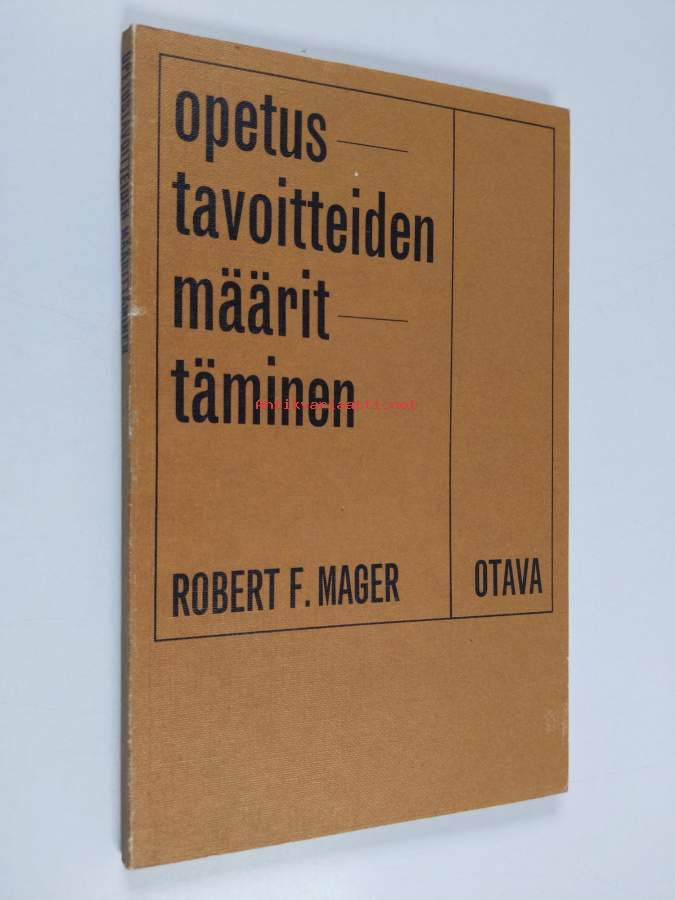 opetus
tavoitteiden
määrit
täminen
Antikvariaatti.net
ROBERT F. MAGER
OTAVA